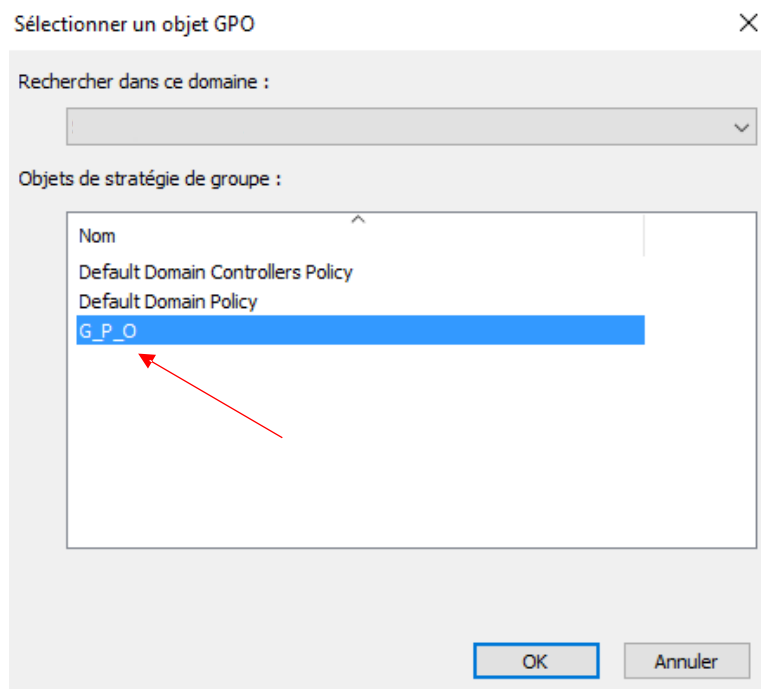 Sélectionner un objet GPO
Rechercher dans ce domaine :
Objets de stratégie de groupe :
Nom
Default Domain Controllers Policy
Default Domain Policy
G_P_O
OK Annuler